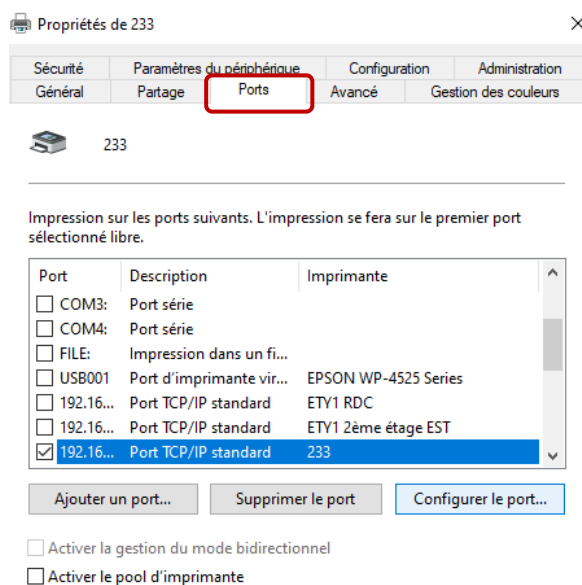 Propriétés de 233
Sécurité Paramètres du périphérique Configuration Administration
Général Partage Ports Avancé Gestion des couleurs
233
Impression sur les ports suivants. L'impression se fera sur le premier port
sélectionné libre.
Port Description Imprimante
COM3: Port série
COM4: Port série
FILE: Impression dans un fi...
USB001 Port d'imprimante vir... EPSON WP-4525 Series
192.16... Port TCP/IP standard ETY1 RDC
192.16... Port TCP/IP standard ETY1 2ème étage EST
192.16... Port TCP/IP standard 233
Ajouter un port... Supprimer le port Configurer le port...
Activer la gestion du mode bidirectionnel
Activer le pool d'imprimante